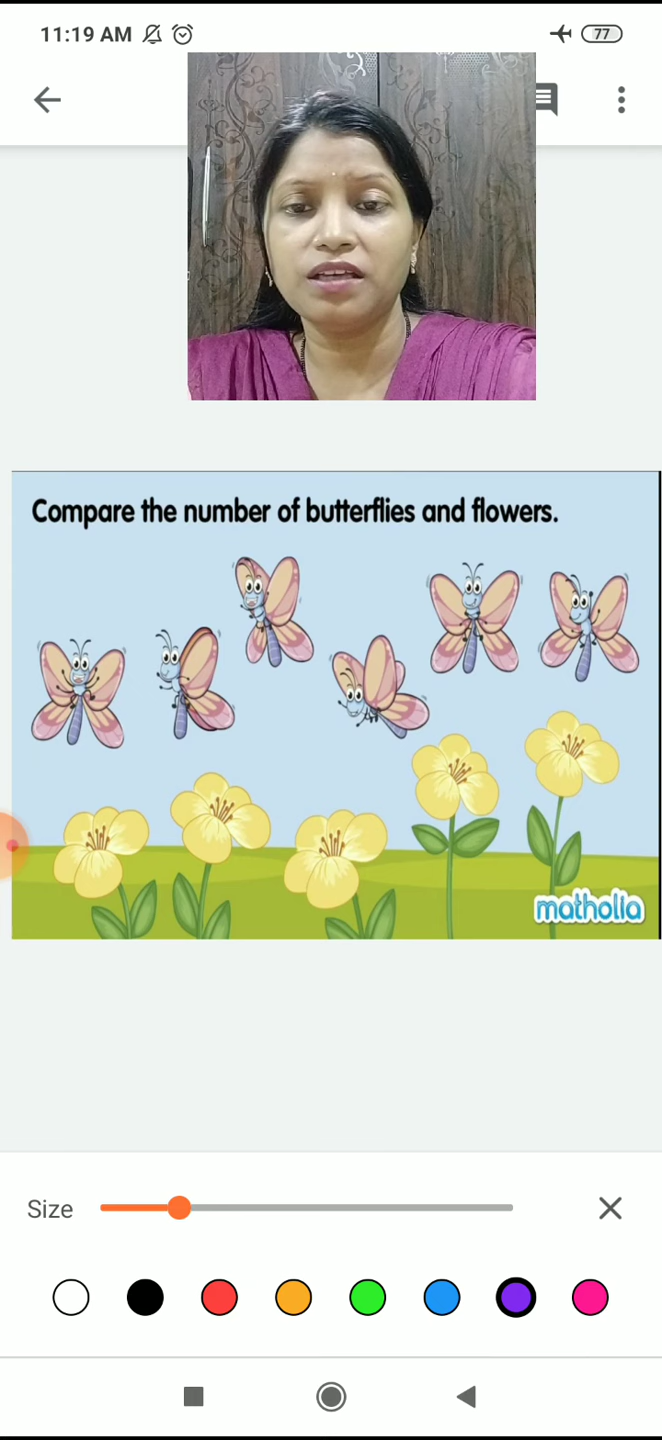 11:19 AM
77
Compare the number of butterflies and flowers.
matholia
Size